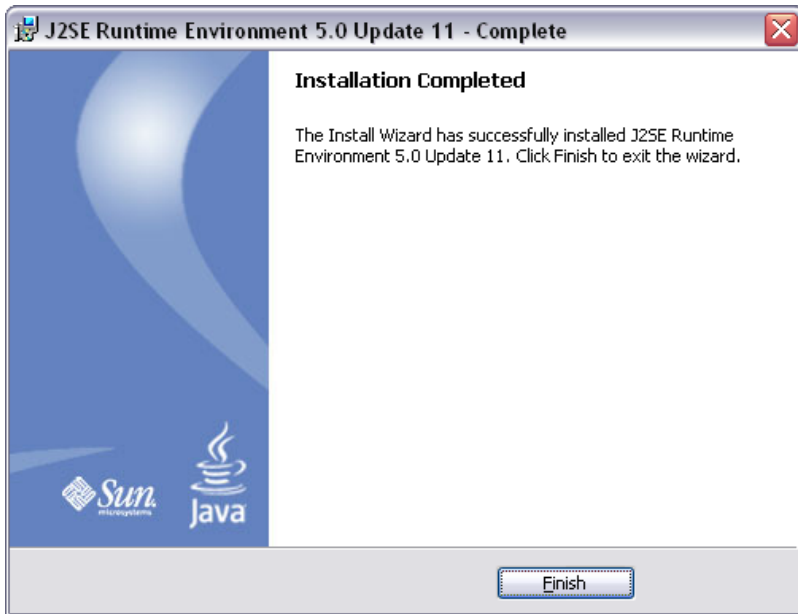 J2SE Runtime Environment 5.0 Update 11 - Complete
Installation Completed
The Install Wizard has successfully installed J2SE Runtime
Environment 5.0 Update 11. Click Finish to exit the wizard.
Sun
microsystems
Java
Finish